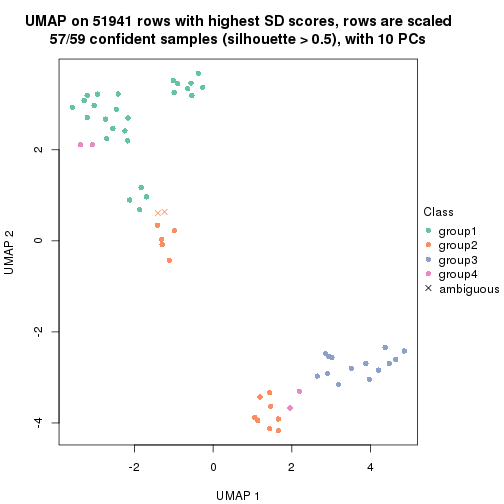 UMAP on 51941 rows with highest SD scores, rows are scaled
57/59 confident samples (silhouette > 0.5), with 10 PCs
UMAP 2
2
0
-2
-4
-2
0
2
4
UMAP 1
Class
group1
group2
group3
group4
ambiguous